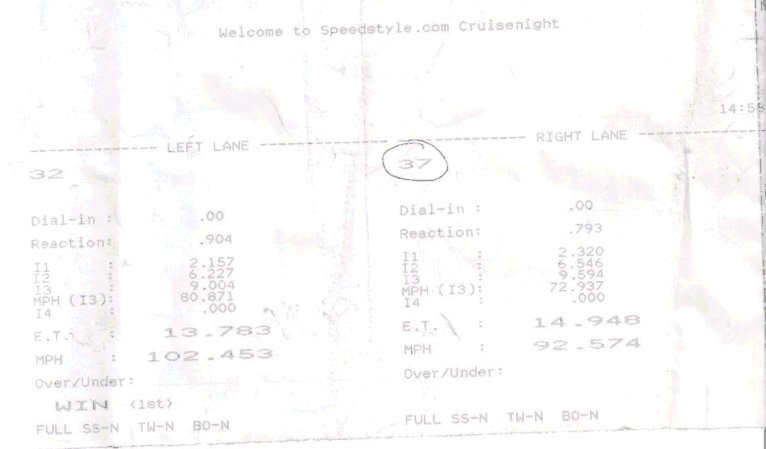 Welcome to Speedstyle.com Cruisenight
14:5
LEFT LANE
32
Dial-in : .00
Reaction: .904
I1 : 2.157
I2 : 6.227
I3 : 9.004
MPH (I3): 80.871
I4 : .000
E.T. : 13.783
MPH : 102.453
Over/Under:
WIN (1st)
FULL SS-N TW-N BO-N
RIGHT LANE
37
Dial-in : .00
Reaction: .793
I1 : 2.320
I2 : 6.546
I3 : 9.594
MPH (I3): 72.937
I4 : .000
E.T. : 14.948
MPH : 92.574
Over/Under:
FULL SS-N TW-N BO-N